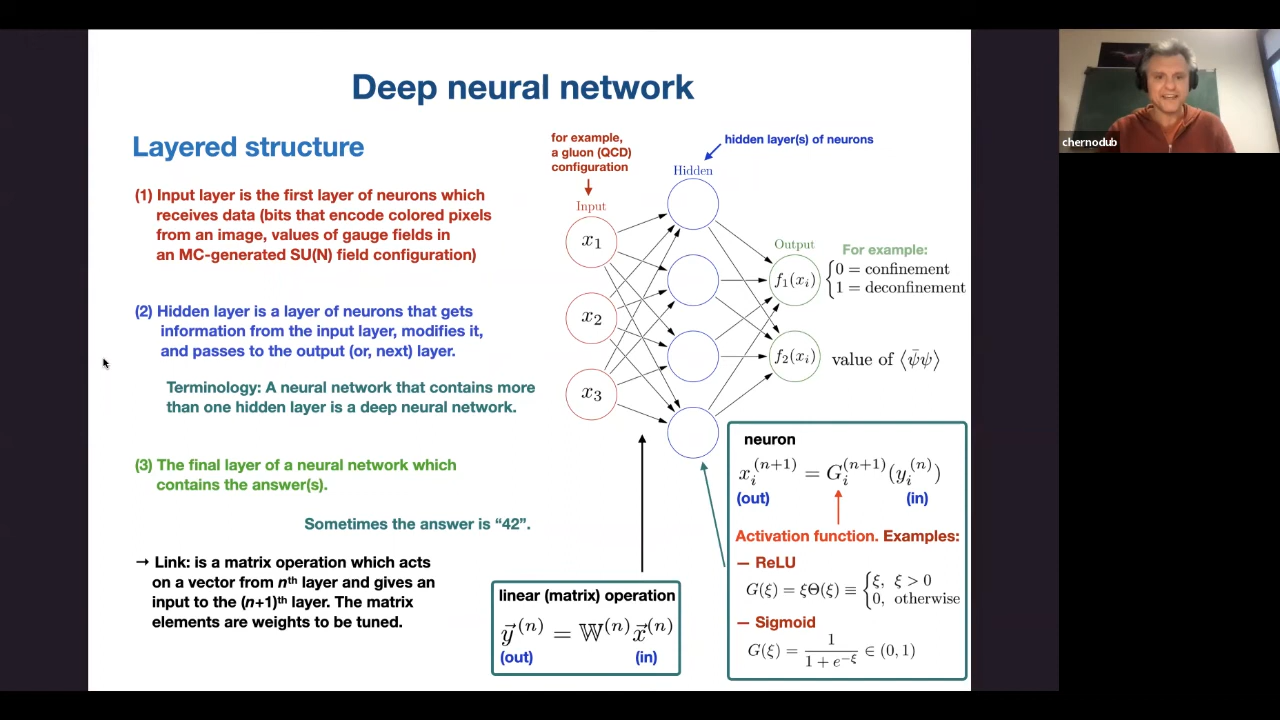 Deep neural network
Layered structure
(1) Input layer is the first layer of neurons which
receives data (bits that encode colored pixels
from an image, values of gauge fields in
an MC-generated SU(N) field configuration)
(2) Hidden layer is a layer of neurons that gets
information from the input layer, modifies it,
and passes to the output (or, next) layer.
Terminology: A neural network that contains more
than one hidden layer is a deep neural network.
(3) The final layer of a neural network which
contains the answer(s).
Sometimes the answer is “42”.
→ Link: is a matrix operation which acts
on a vector from nᵗʰ layer and gives an
input to the (n+1)ᵗʰ layer. The matrix
elements are weights to be tuned.
for example,
a gluon (QCD)
configuration
hidden layer(s) of neurons
Hidden
Input
x₁
x₂
x₃
Output
f₁(xᵢ)
f₂(xᵢ)
For example:
{0 = confinement
1 = deconfinement
value of ⟨ψ̄ψ⟩
linear (matrix) operation
y⃗⁽ⁿ⁾ = 𝕎⁽ⁿ⁾x⃗⁽ⁿ⁾
(out) (in)
neuron
xᵢ⁽ⁿ⁺¹⁾ = Gᵢ⁽ⁿ⁺¹⁾(yᵢ⁽ⁿ⁾)
(out) (in)
Activation function. Examples:
— ReLU
G(ξ) = ξΘ(ξ) ≡ {ξ, ξ > 0
0, otherwise
— Sigmoid
G(ξ) = 1 / (1 + e^−ξ) ∈ (0, 1)
chernodub